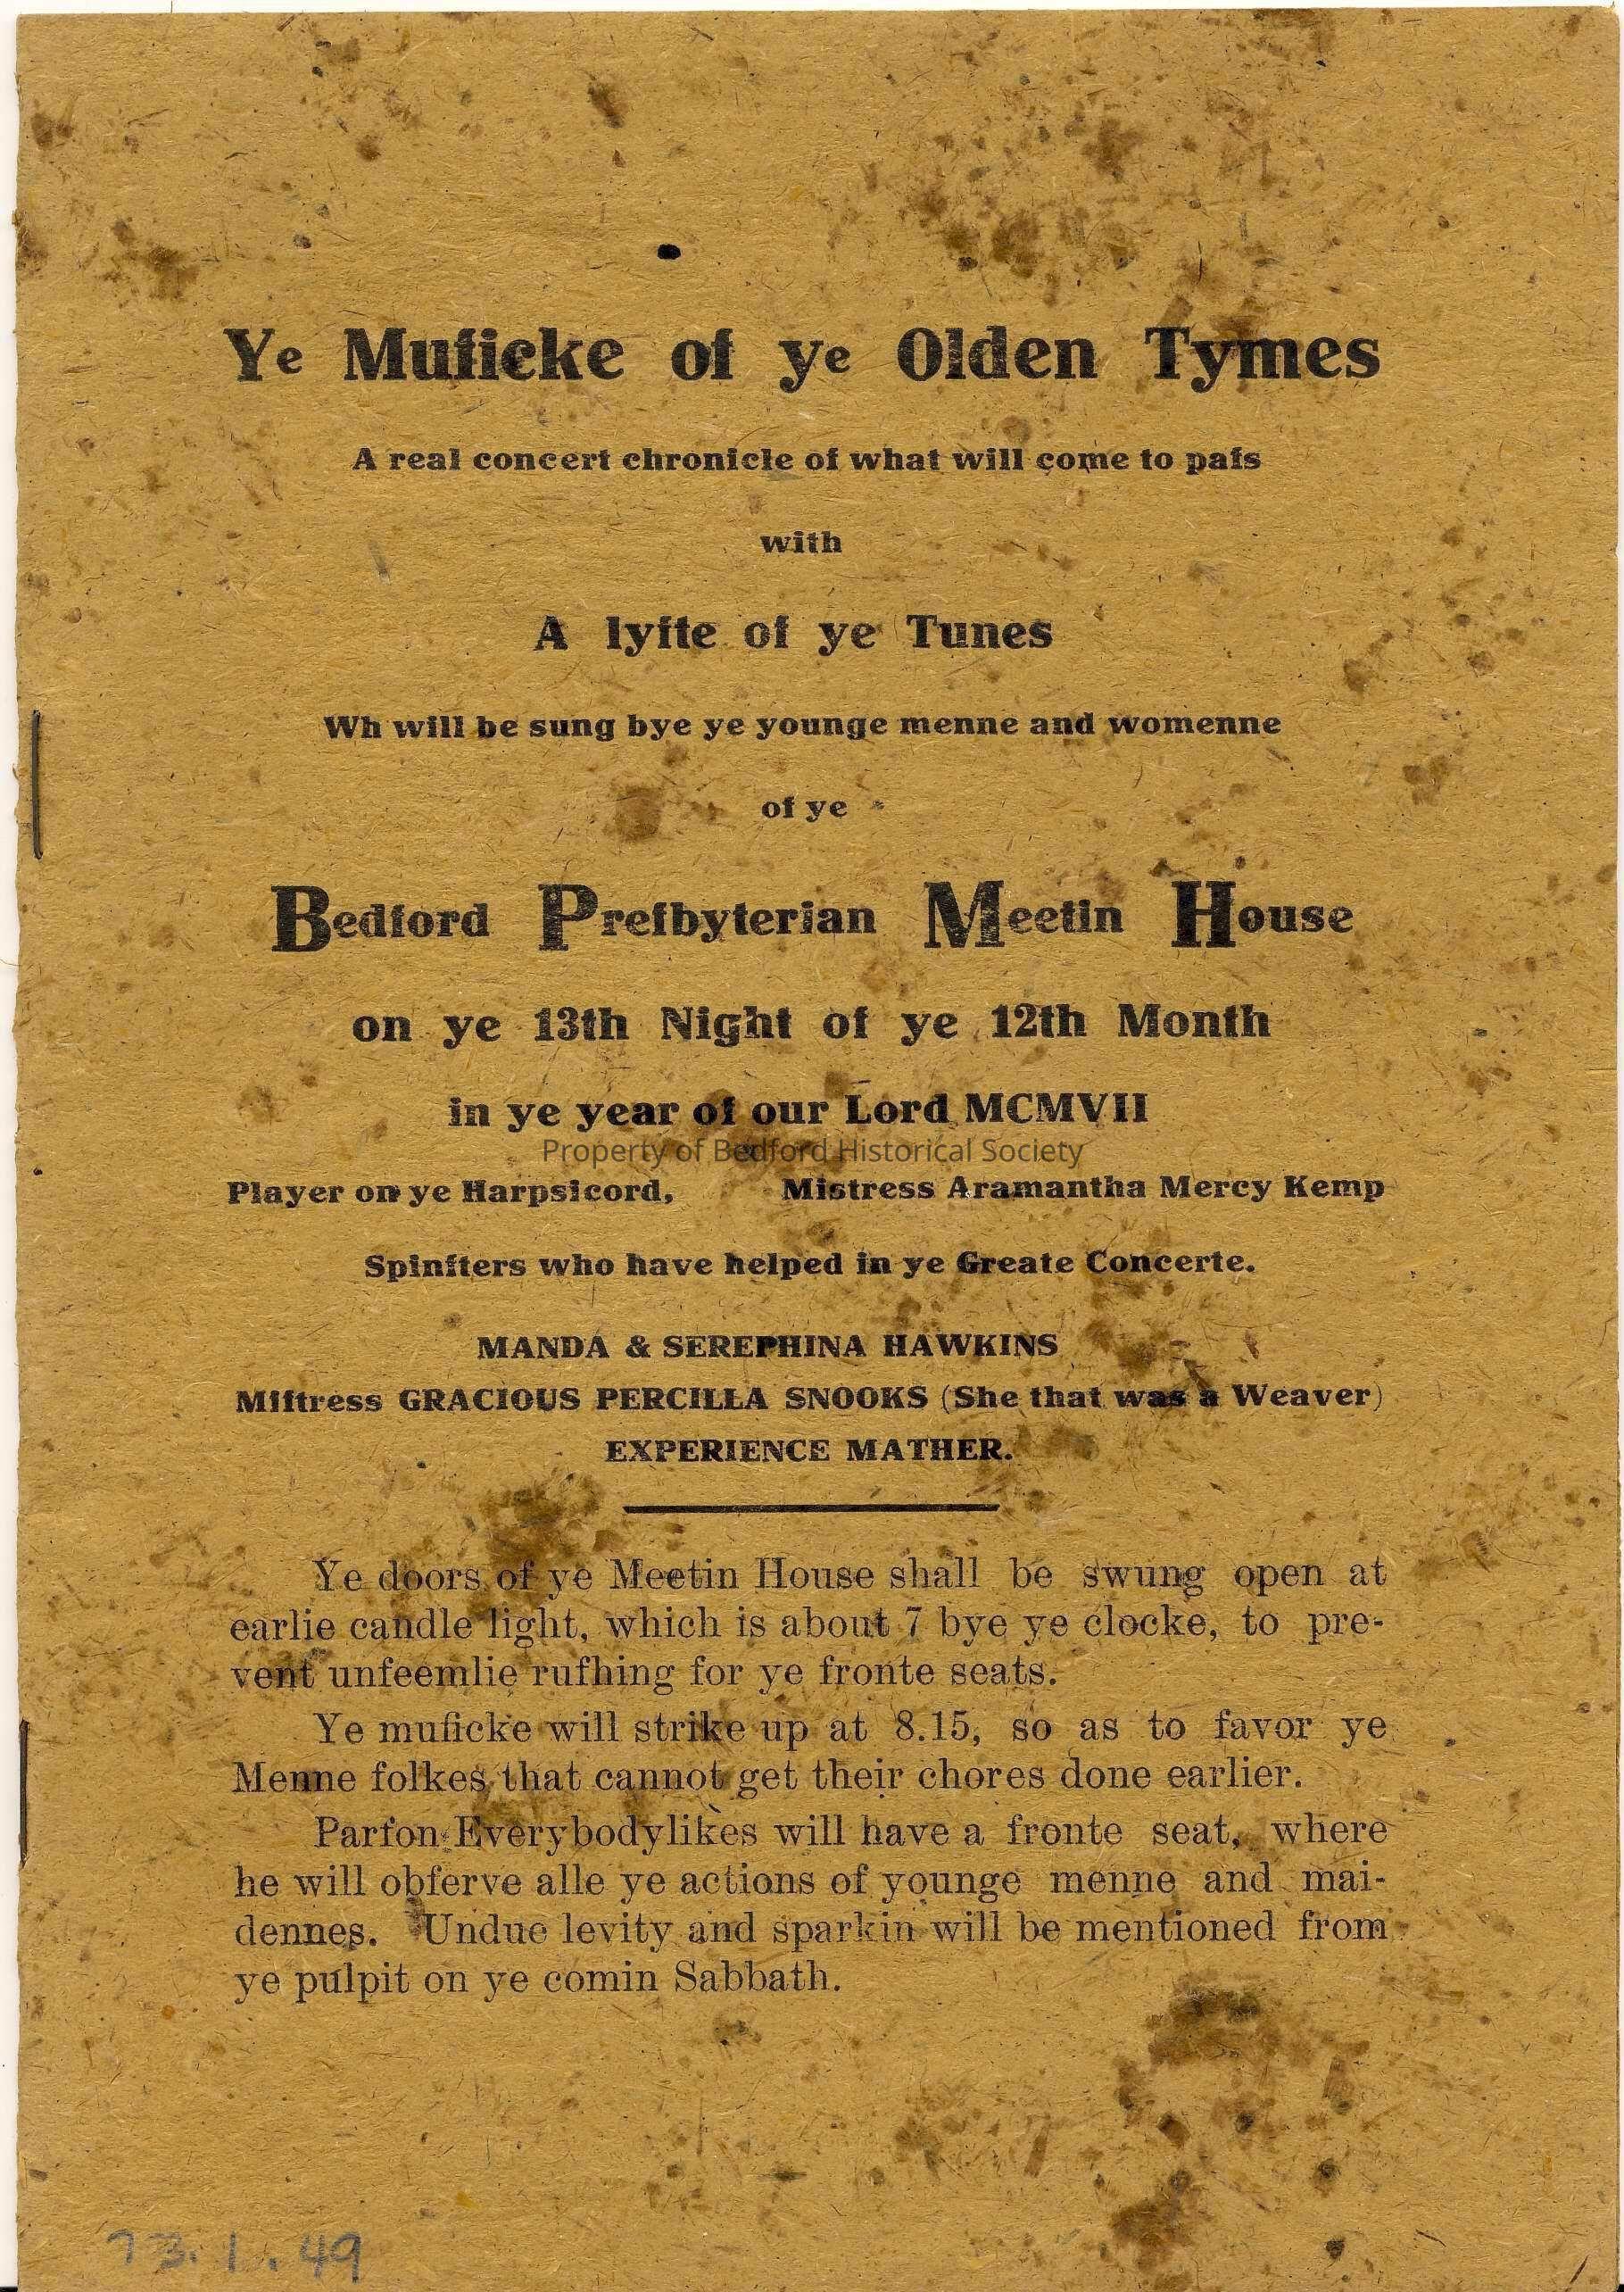 Ye Muficke of ye Olden Tymes
A real concert chronicle of what will come to pafs
with
A lyfte of ye Tunes
Wh will be sung bye ye younge menne and womenne
of ye
Bedford Prefbyterian Meetin House
on ye 13th Night of ye 12th Month
in ye year of our Lord MCMVII
Property of Bedford Historical Society
Player on ye Harpsicord, Mistress Aramantha Mercy Kemp
Spinfters who have helped in ye Greate Concerte.
MANDA & SEREPHINA HAWKINS
Miftress GRACIOUS PERCILLA SNOOKS (She that was a Weaver)
EXPERIENCE MATHER.
Ye doors of ye Meetin House shall be swung open at
earlie candle light, which is about 7 bye ye clocke, to pre-
vent unfeemlie rufhing for ye fronte seats.
Ye muficke will strike up at 8.15, so as to favor ye
Menne folkes that cannot get their chores done earlier.
Parfon Everybodylikes will have a fronte seat, where
he will obferve alle ye actions of younge menne and mai-
dennes. Undue levity and sparkin will be mentioned from
ye pulpit on ye comin Sabbath.
73.1.49